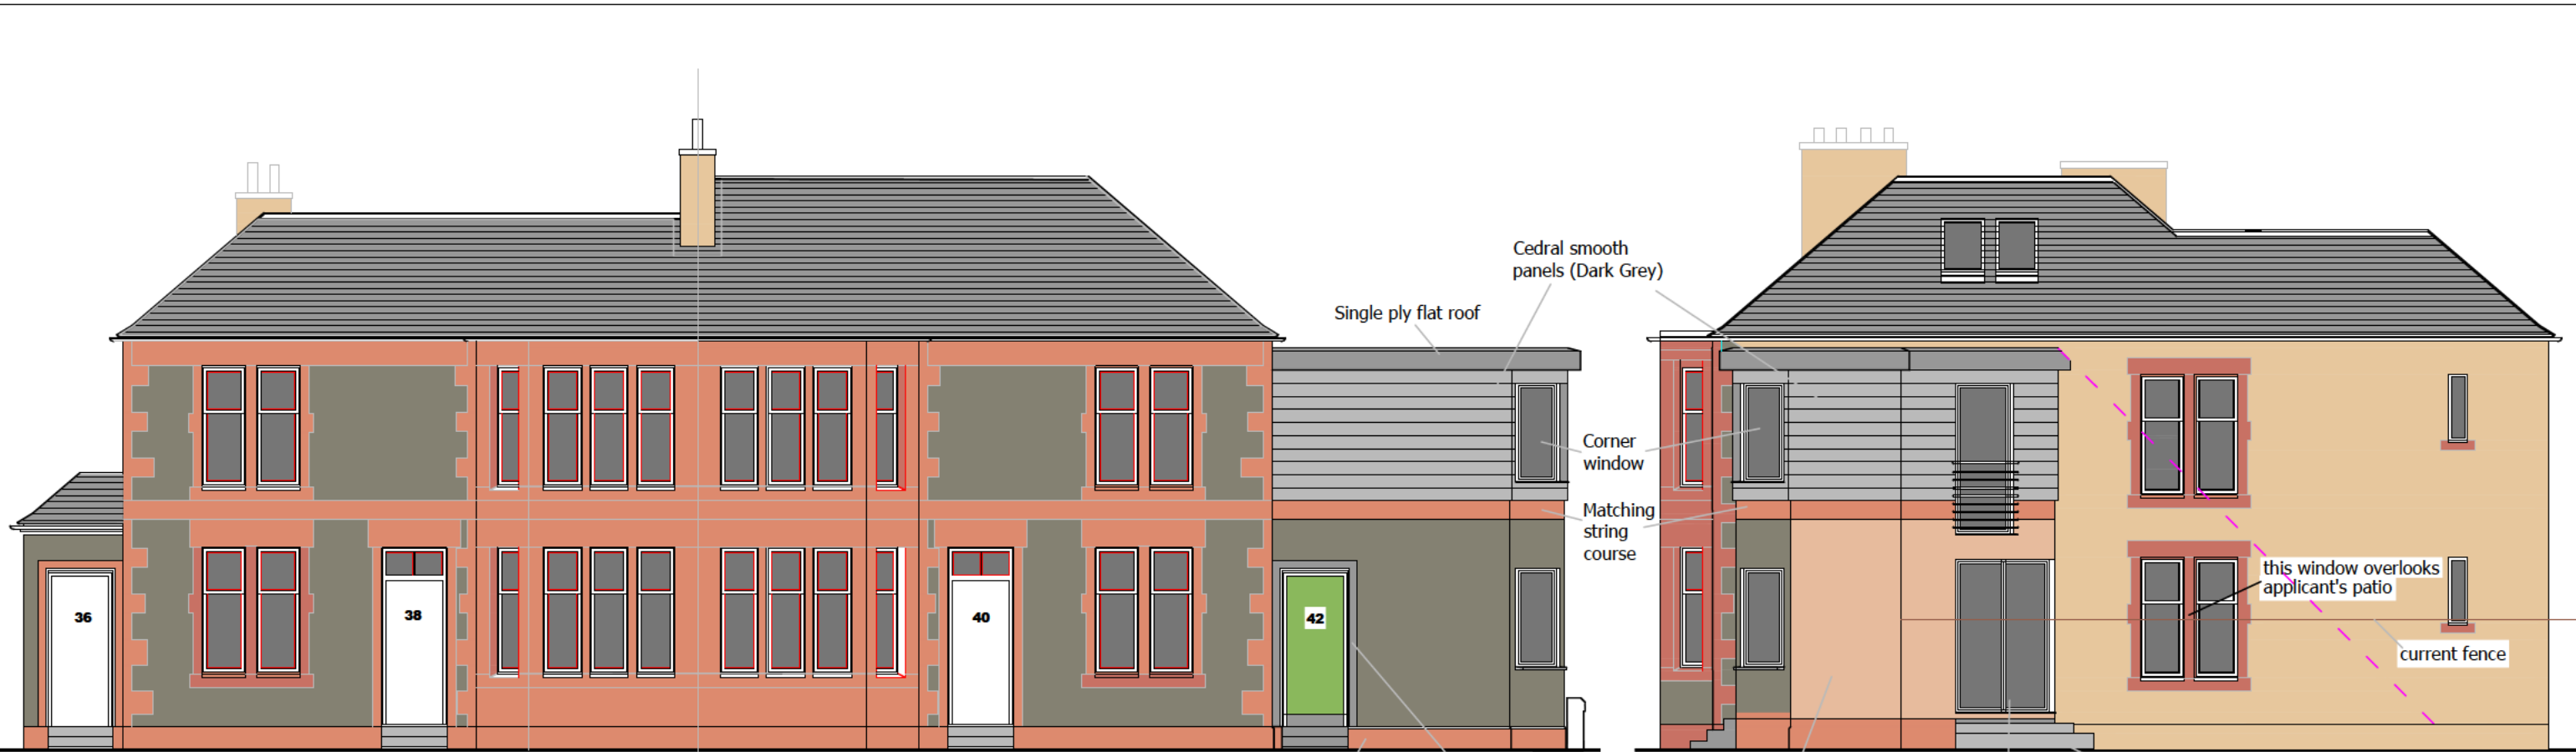 Cedral smooth
panels (Dark Grey)
Single ply flat roof
Corner
window
Matching
string
course
this window overlooks
applicant's patio
current fence
36
38
40
42